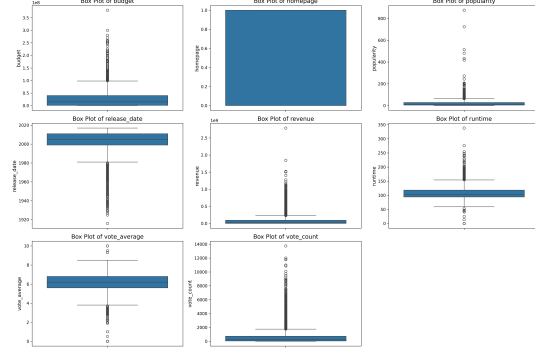 Box Plot of budget
1e8
3.5
3.0
2.5
2.0
1.5
1.0
0.5
0.0
budget
Box Plot of homepage
1.0
0.8
0.6
0.4
0.2
0.0
homepage
Box Plot of popularity
800
600
400
200
0
popularity
Box Plot of release_date
2020
2000
1980
1960
1940
1920
release_date
Box Plot of revenue
1e9
2.5
2.0
1.5
1.0
0.5
0.0
revenue
Box Plot of runtime
350
300
250
200
150
100
50
0
runtime
Box Plot of vote_average
10
8
6
4
2
0
vote_average
Box Plot of vote_count
14000
12000
10000
8000
6000
4000
2000
0
vote_count